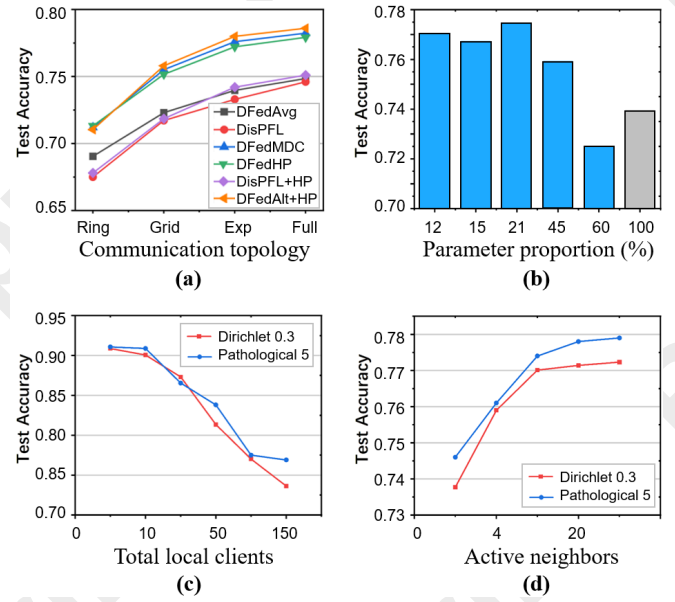 0.80
0.75
0.70
0.65
Test Accuracy
DFedAvg
DisPFL
DFedMDC
DFedHP
DisPFL+HP
DFedAlt+HP
Ring Grid Exp Full
Communication topology
(a)
0.78
0.76
0.74
0.72
0.70
Test Accuracy
12 15 21 45 60 100
Parameter proportion (%)
(b)
0.95
0.90
0.85
0.80
0.85
0.70
Test Accuracy
Dirichlet 0.3
Pathological 5
0 10 50 150
Total local clients
(c)
0.78
0.77
0.76
0.75
0.74
0.73
Test Accuracy
Dirichlet 0.3
Pathological 5
0 4 20
Active neighbors
(d)